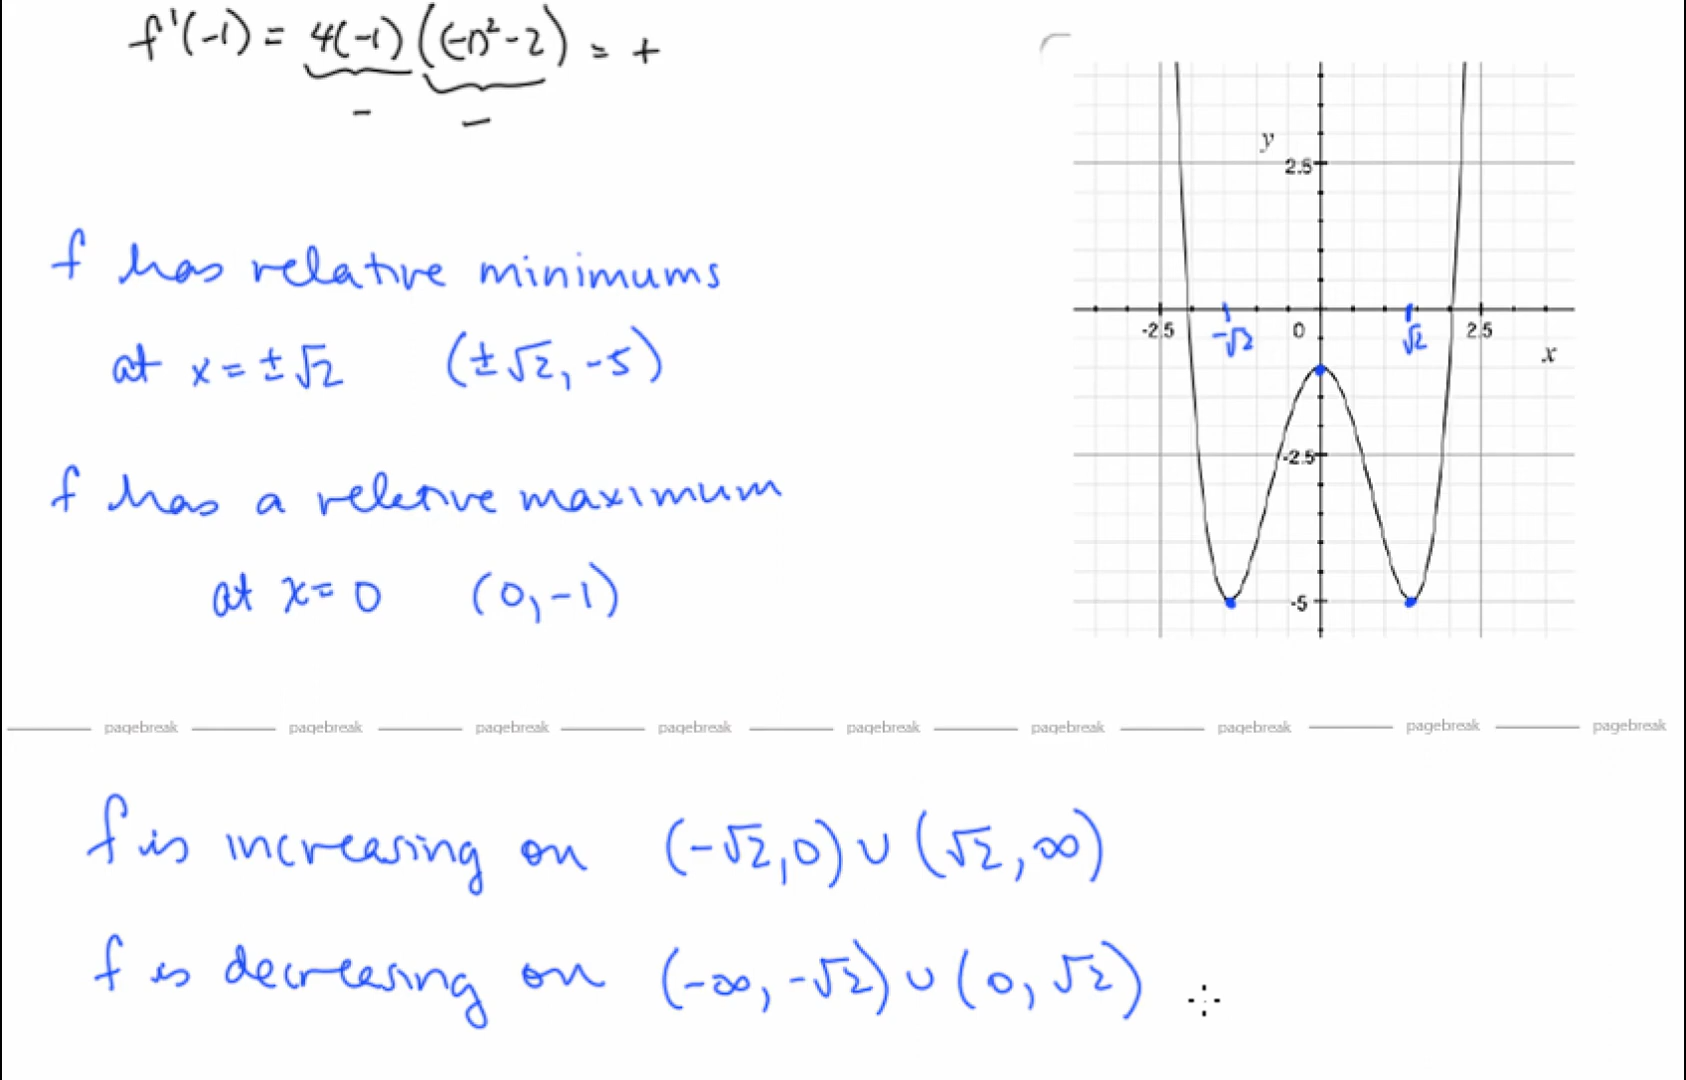 f'(-1) = 4(-1) ((-1)²-2) = +
- -
f has relative minimums
at x = ±√2 (±√2, -5)
f has a relative maximum
at x = 0 (0, -1)
y
2.5
-2.5 -√2 0 √2 2.5
x
-2.5
-5
pagebreak pagebreak pagebreak pagebreak pagebreak pagebreak pagebreak pagebreak pagebreak
f is increasing on (-√2, 0) ∪ (√2, ∞)
f is decreasing on (-∞, -√2) ∪ (0, √2)